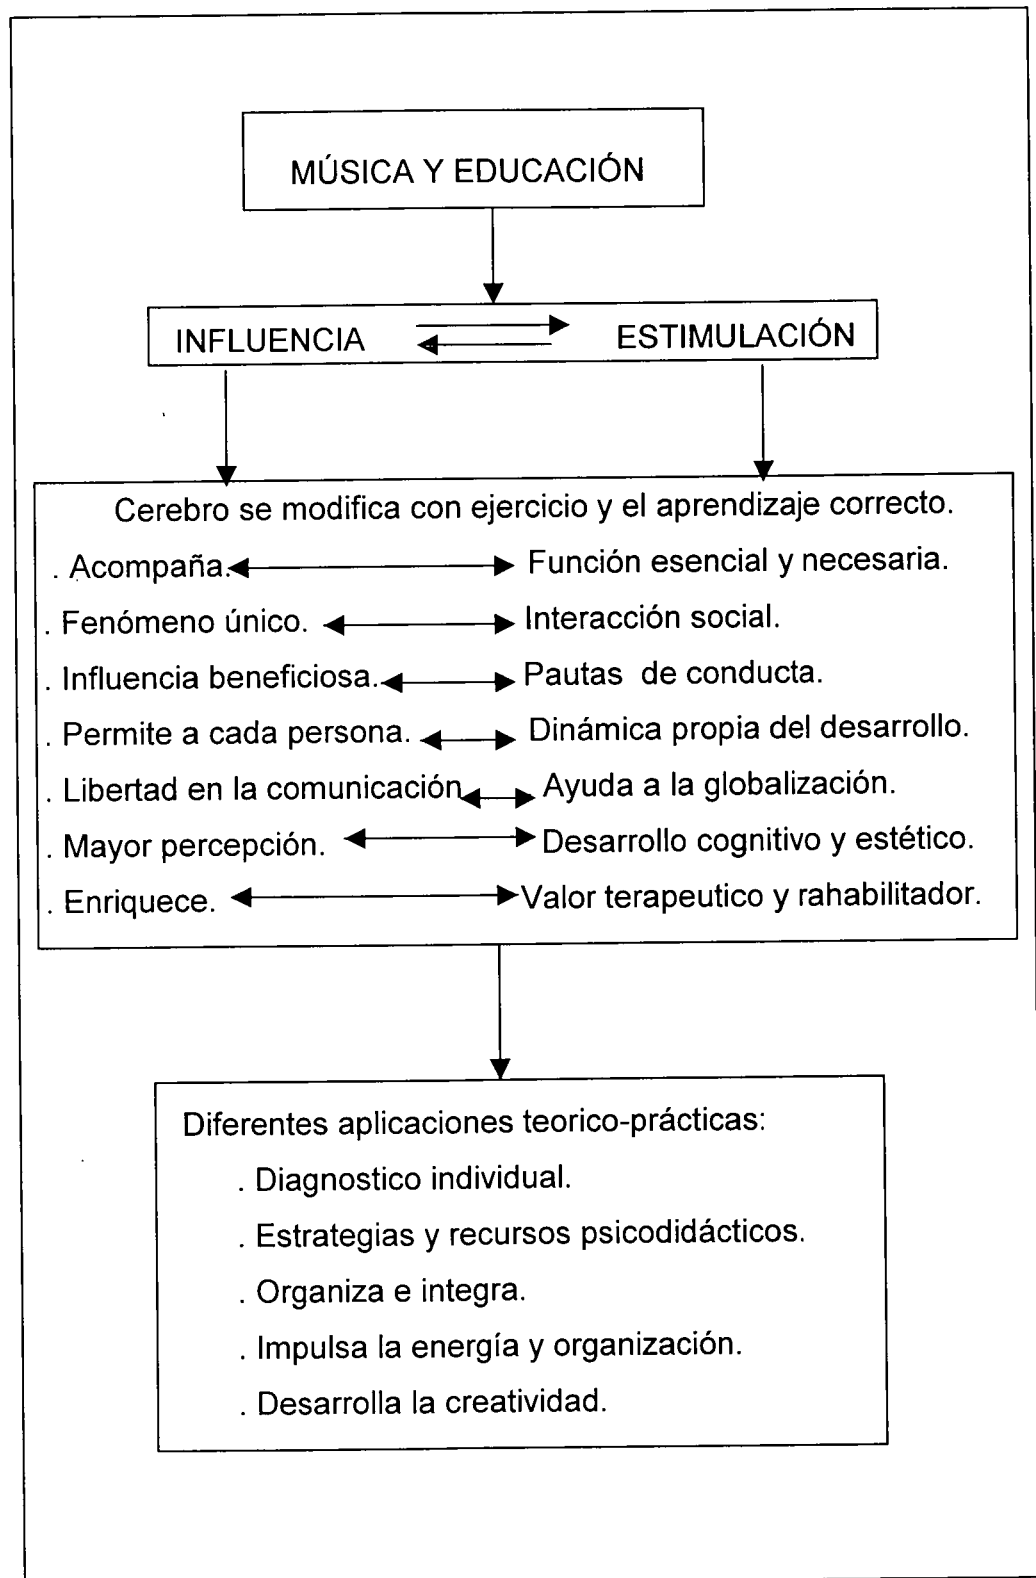 MÚSICA Y EDUCACIÓN
INFLUENCIA ESTIMULACIÓN
Cerebro se modifica con ejercicio y el aprendizaje correcto.
. Acompaña. Función esencial y necesaria.
. Fenómeno único. Interacción social.
. Influencia beneficiosa. Pautas de conducta.
. Permite a cada persona. Dinámica propia del desarrollo.
. Libertad en la comunicación Ayuda a la globalización.
. Mayor percepción. Desarrollo cognitivo y estético.
. Enriquece. Valor terapeutico y rahabilitador.
Diferentes aplicaciones teorico-prácticas:
. Diagnostico individual.
. Estrategias y recursos psicodidácticos.
. Organiza e integra.
. Impulsa la energía y organización.
. Desarrolla la creatividad.